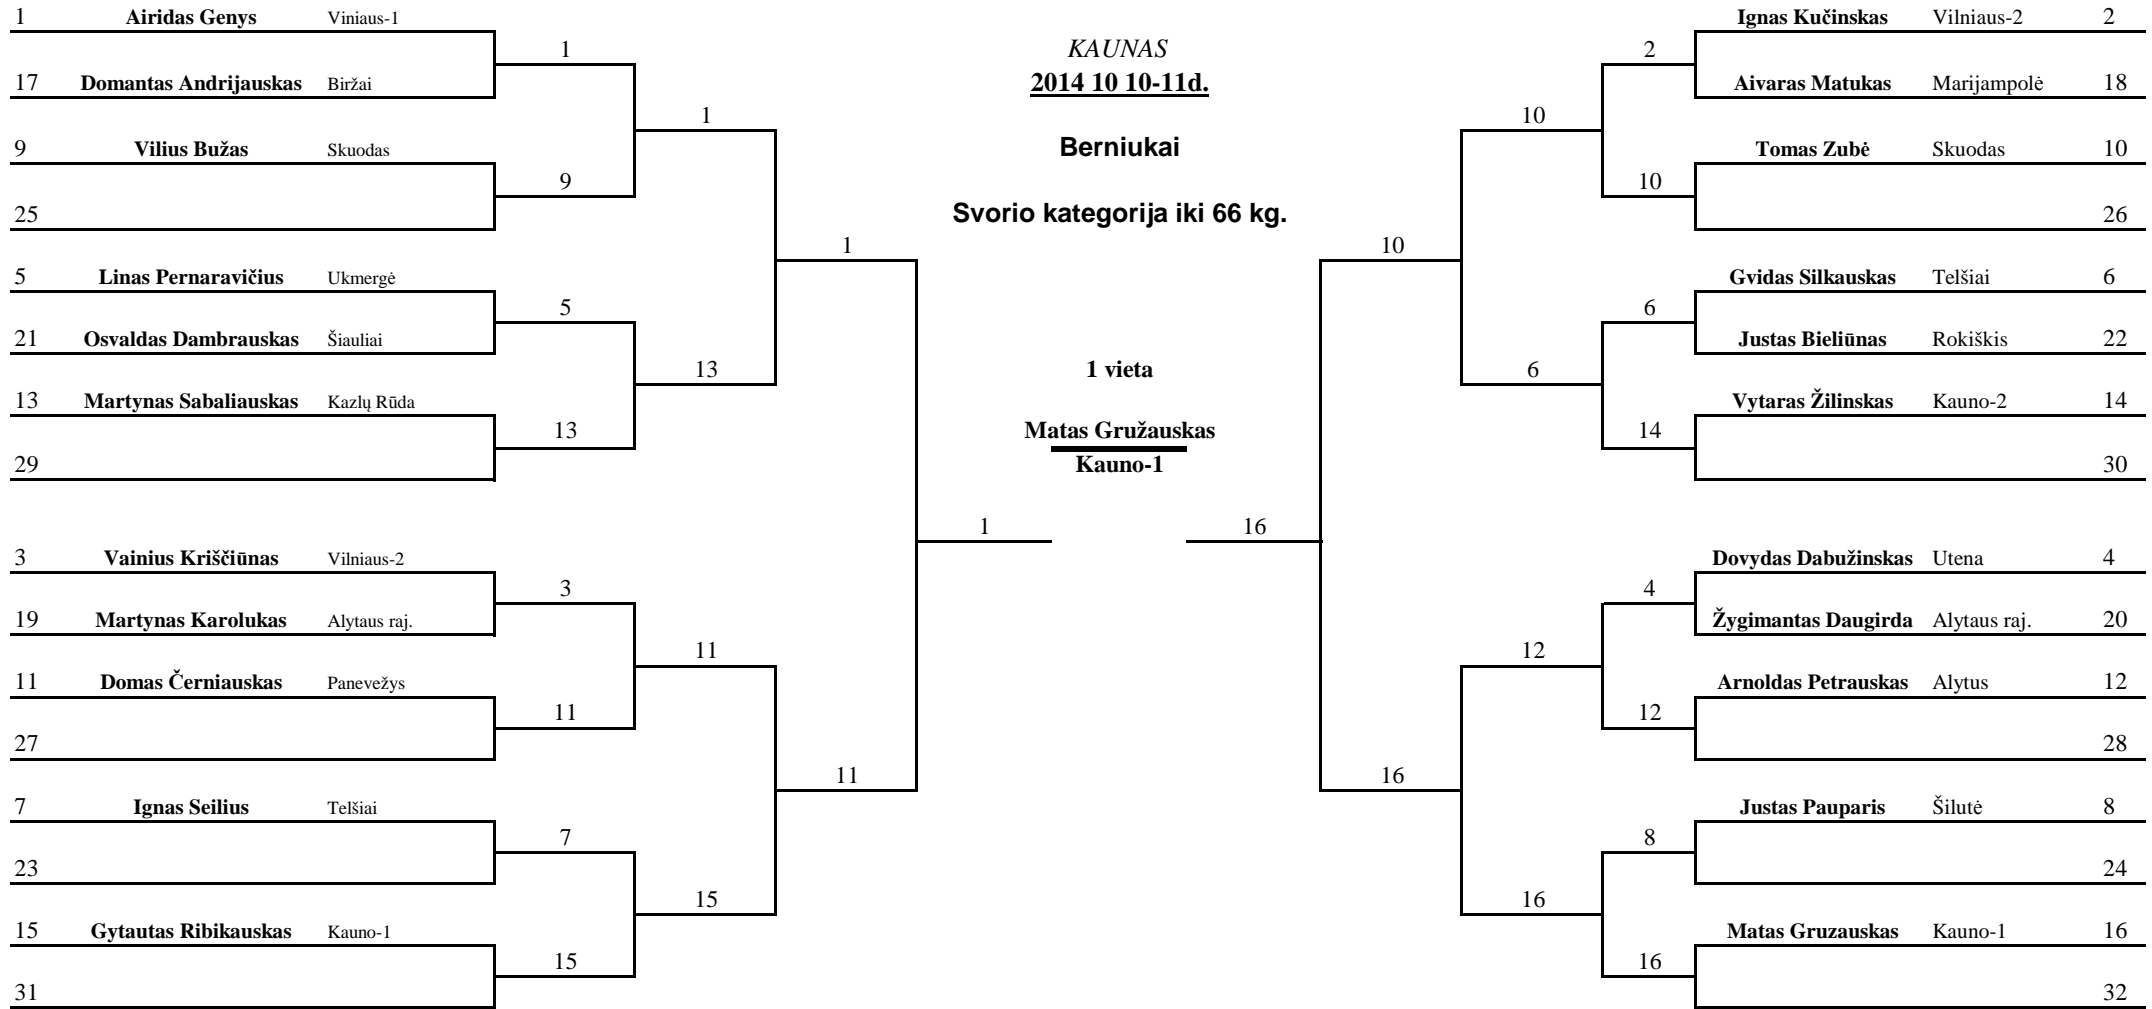 1 Airidas Genys Viniaus-1
1
17 Domantas Andrijauskas Biržai
1
9 Vilius Bužas Skuodas
9
25
1
5 Linas Pernaravičius Ukmergė
5
21 Osvaldas Dambrauskas Šiauliai
13
13 Martynas Sabaliauskas Kazlų Rūda
13
29
1
3 Vainius Kriščiūnas Vilniaus-2
3
19 Martynas Karolukas Alytaus raj.
11
11 Domas Černiauskas Panevežys
11
27
11
7 Ignas Seilius Telšiai
7
23
15
15 Gytautas Ribikauskas Kauno-1
15
31
KAUNAS
2014 10 10-11d.
Berniukai
Svorio kategorija iki 66 kg.
1 vieta
Matas Gružauskas
Kauno-1
Ignas Kučinskas Vilniaus-2 2
2
Aivaras Matukas Marijampolė 18
10
Tomas Zubė Skuodas 10
10
26
10
Gvidas Silkauskas Telšiai 6
6
Justas Bieliūnas Rokiškis 22
6
Vytaras Žilinskas Kauno-2 14
14
30
16
Dovydas Dabužinskas Utena 4
4
Žygimantas Daugirda Alytaus raj. 20
12
Arnoldas Petrauskas Alytus 12
12
28
16
Justas Pauparis Šilutė 8
8
24
16
Matas Gruzauskas Kauno-1 16
16
32